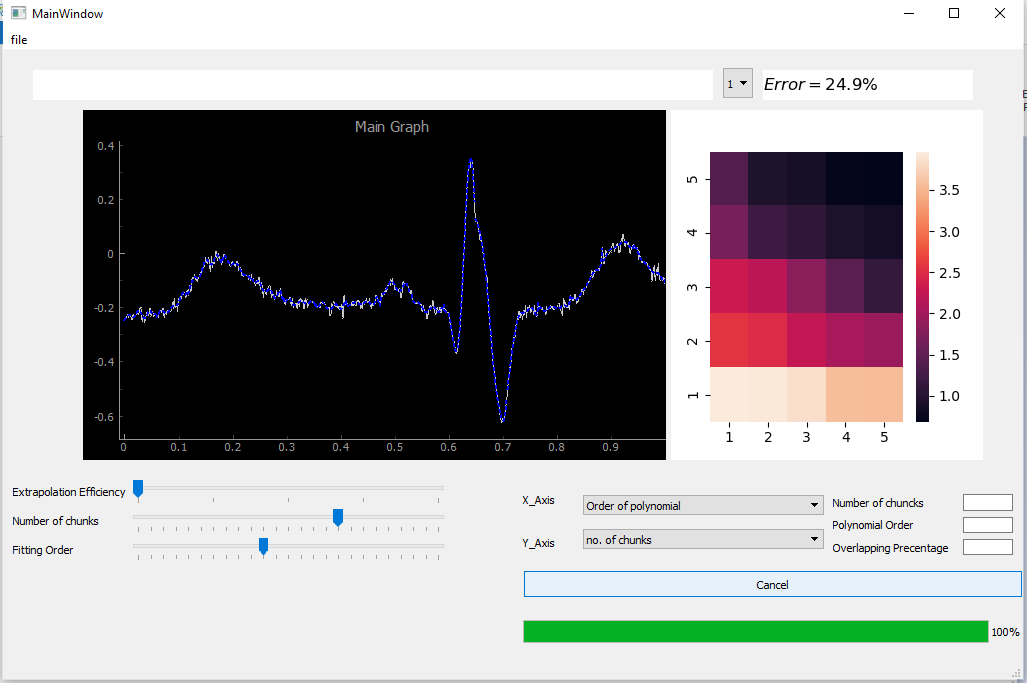 MainWindow
file
1
Error = 24.9%
Main Graph
0.4
0.2
0
-0.2
-0.4
-0.6
0 0.1 0.2 0.3 0.4 0.5 0.6 0.7 0.8 0.9
5
4
3
2
1
1 2 3 4 5
3.5
3.0
2.5
2.0
1.5
1.0
Extrapolation Efficiency
Number of chunks
Fitting Order
X_Axis
Order of polynomial
Y_Axis
no. of chunks
Number of chuncks
Polynomial Order
Overlapping Precentage
Cancel
100%